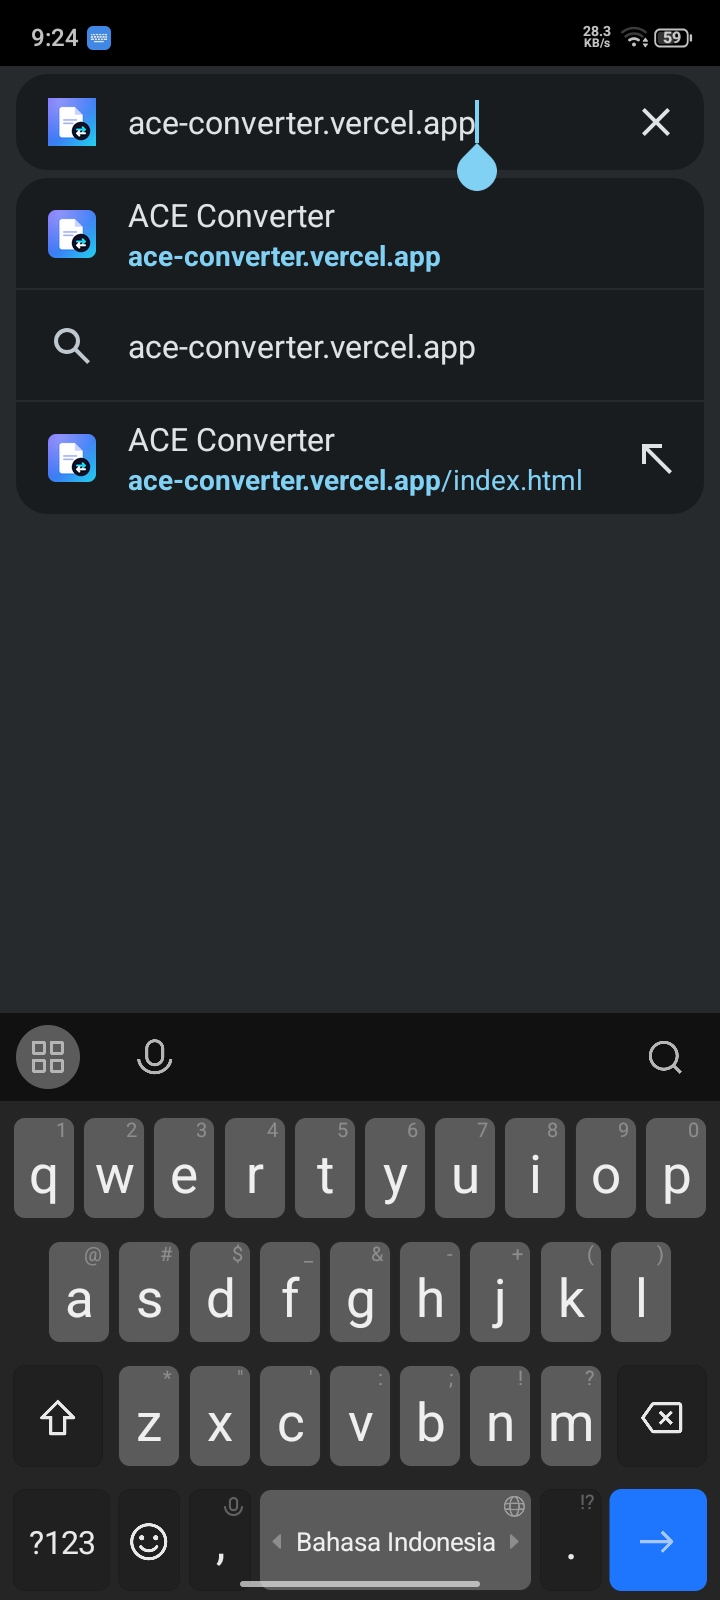 9:24
28.3
KB/s
59
ace-converter.vercel.app
ACE Converter
ace-converter.vercel.app
ace-converter.vercel.app
ACE Converter
ace-converter.vercel.app/index.html
1 2 3 4 5 6 7 8 9 0
q w e r t y u i o p
@ # $ _ & - + ( )
a s d f g h j k l
* " ' : ; ! ?
z x c v b n m
!?
?123 , Bahasa Indonesia .